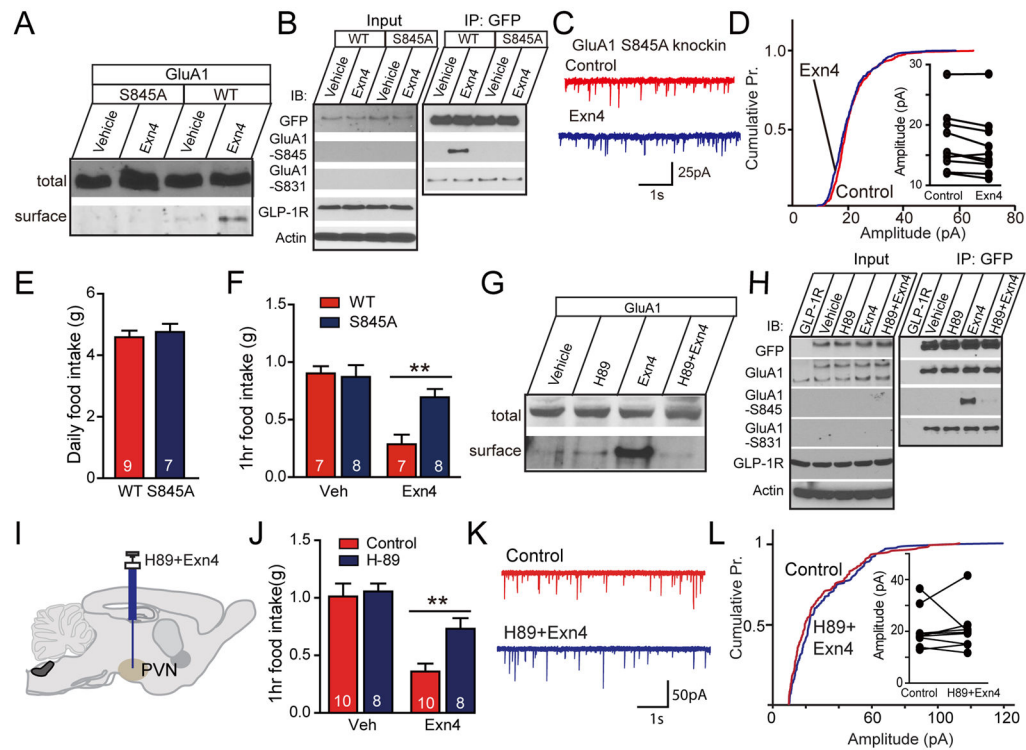 A
GluA1
S845A WT
Vehicle Exn4 Vehicle Exn4
total
surface
B
Input IP: GFP
WT S845A WT S845A
Vehicle Exn4 Vehicle Exn4 Vehicle Exn4 Vehicle Exn4
IB:
GFP
GluA1
-S845
GluA1
-S831
GLP-1R
Actin
C
GluA1 S845A knockin
Control
Exn4
25pA
1s
D
Cumulative Pr.
1.0
0.5
Exn4
Control
0 20 40 60 80
Amplitude (pA)
Amplitude (pA)
30
20
10
Control Exn4
E
Daily food intake (g)
6
4
2
0
9 7
WT S845A
F
WT
S845A
1hr food intake (g)
1.5
1.0
0.5
0.0
**
7 8 7 8
Veh Exn4
G
GluA1
Vehicle H89 Exn4 H89+Exn4
total
surface
H
Input IP: GFP
GLP-1R Vehicle H89 Exn4 H89+Exn4 GLP-1R Vehicle H89 Exn4 H89+Exn4
IB:
GFP
GluA1
GluA1
-S845
GluA1
-S831
GLP-1R
Actin
I
H89+Exn4
PVN
J
Control
H-89
1hr food intake(g)
1.5
1.0
0.5
0.0
**
10 8 10 8
Veh Exn4
K
Control
H89+Exn4
50pA
1s
L
Cumulative Pr.
1.0
0.5
Control
H89+
Exn4
0 20 60 100 120
Amplitude (pA)
Amplitude (pA)
50
40
20
0
Control H89+Exn4